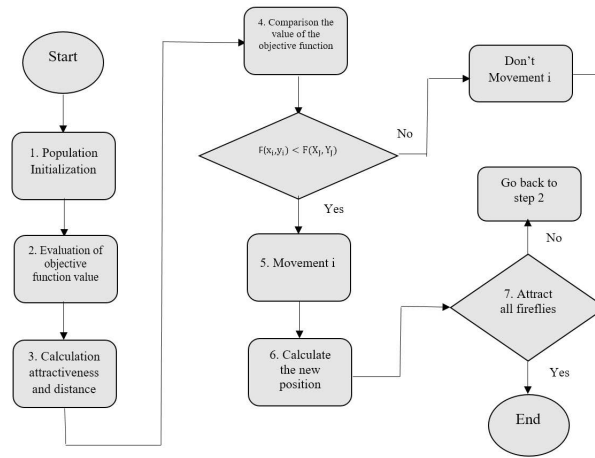 Start
1. Population
Initialization
2. Evaluation of
objective
function value
3. Calculation
attractiveness
and distance
4. Comparison the
value of the
objective function
F(xᵢ,yᵢ) < F(Xⱼ, Yⱼ)
No
Yes
Don’t
Movement i
5. Movement i
6. Calculate
the new
position
Go back to
step 2
No
7. Attract
all fireflies
Yes
End